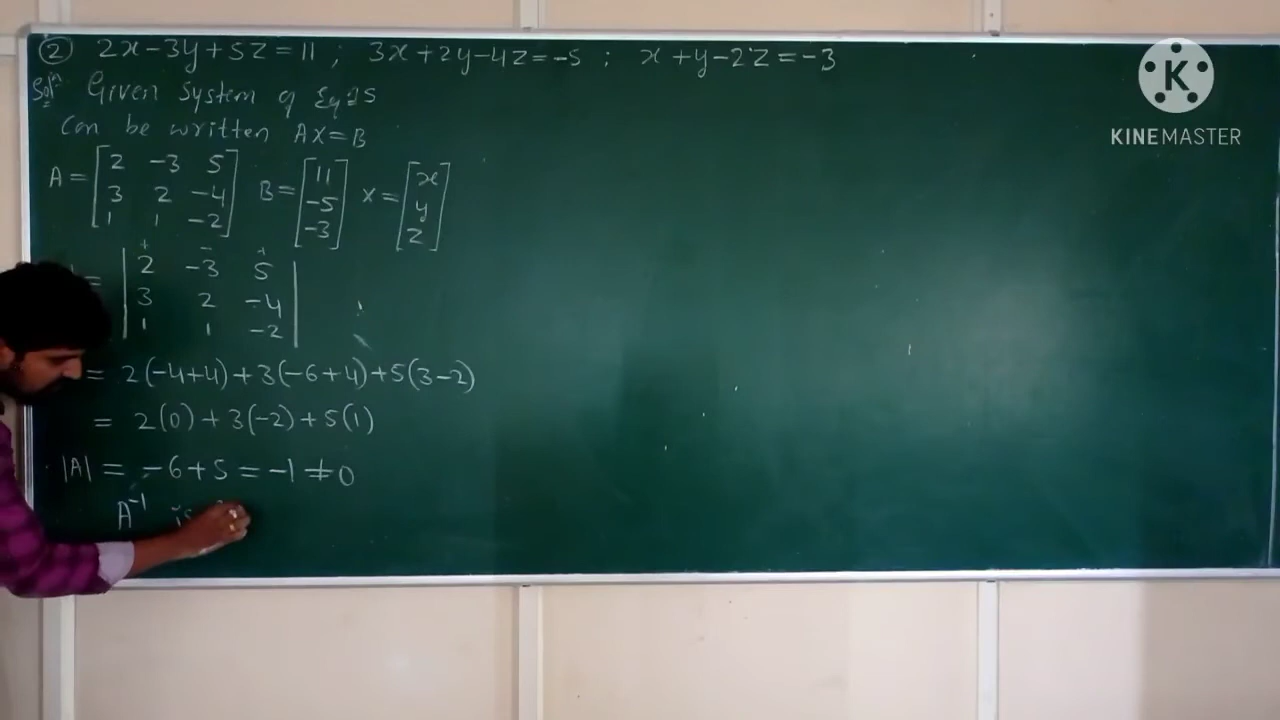 ② 2x-3y+5z=11 ; 3x+2y-4z=-5 ; x+y-2z=-3
Solⁿ Given System of Eqns
Can be written AX=B
A= [2 -3 5 B= [11 X= [x
3 2 -4 -5 y
1 1 -2] -3] z]
+ - +
= | 2 -3 5 |
3 2 -4
1 1 -2
= 2(-4+4)+3(-6+4)+5(3-2)
= 2(0)+3(-2)+5(1)
|A| = -6+5 = -1 ≠ 0
A⁻¹ is
K
KINEMASTER